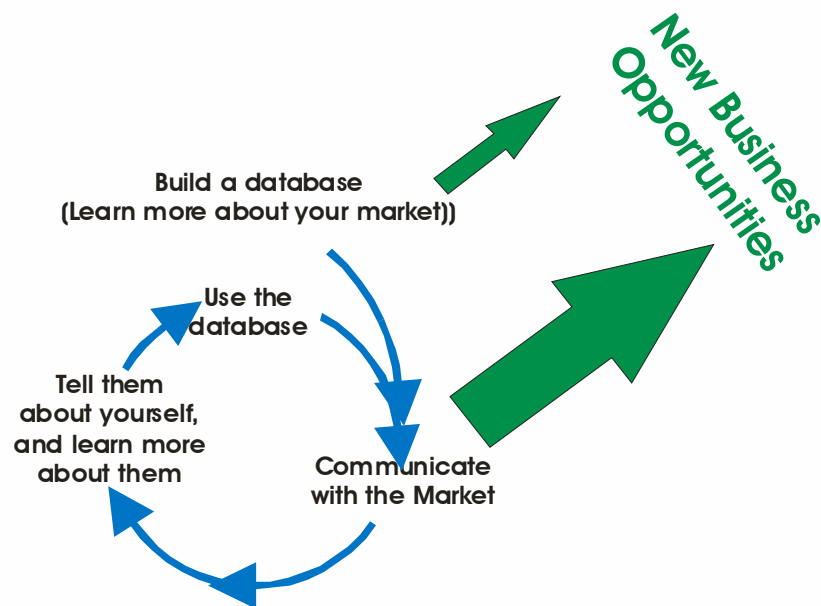 New Business
Opportunities
Build a database
(Learn more about your market))
Use the
database
Tell them
about yourself,
and learn more
about them
Communicate
with the Market